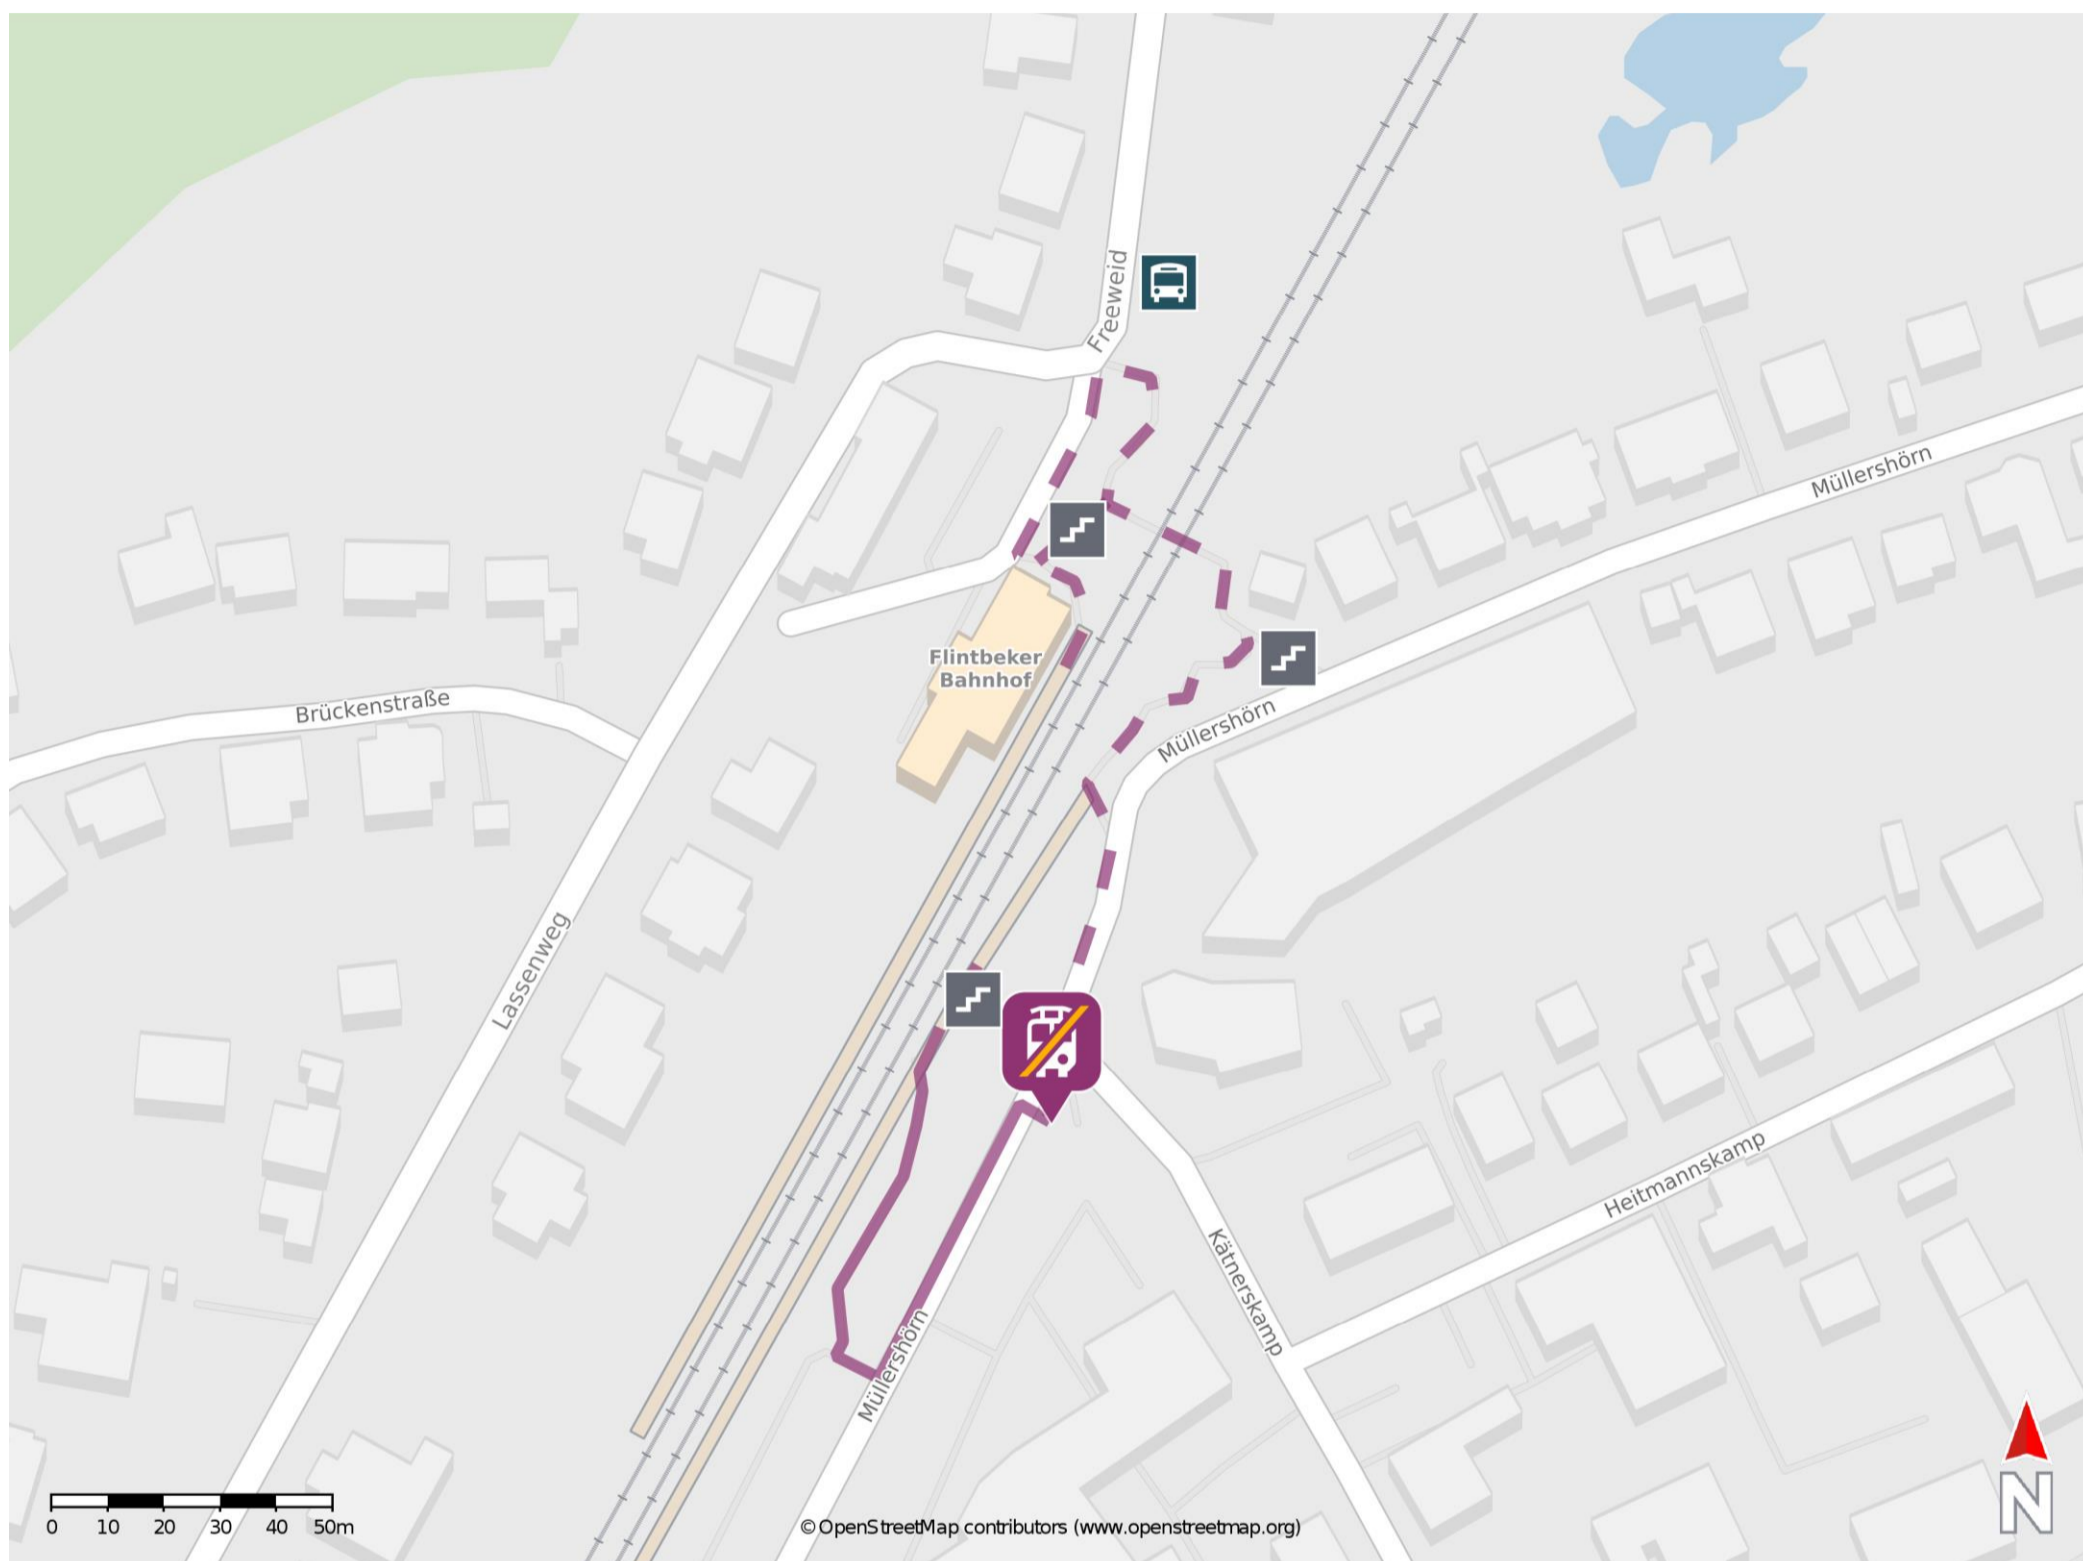 Freeweid
Müllershörn
Flintbeker
Bahnhof
Brückenstraße
Müllershörn
Lassenweg
Heitmannskamp
Kätnerskamp
Müllershörn
N
0 10 20 30 40 50m
© OpenStreetMap contributors (www.openstreetmap.org)